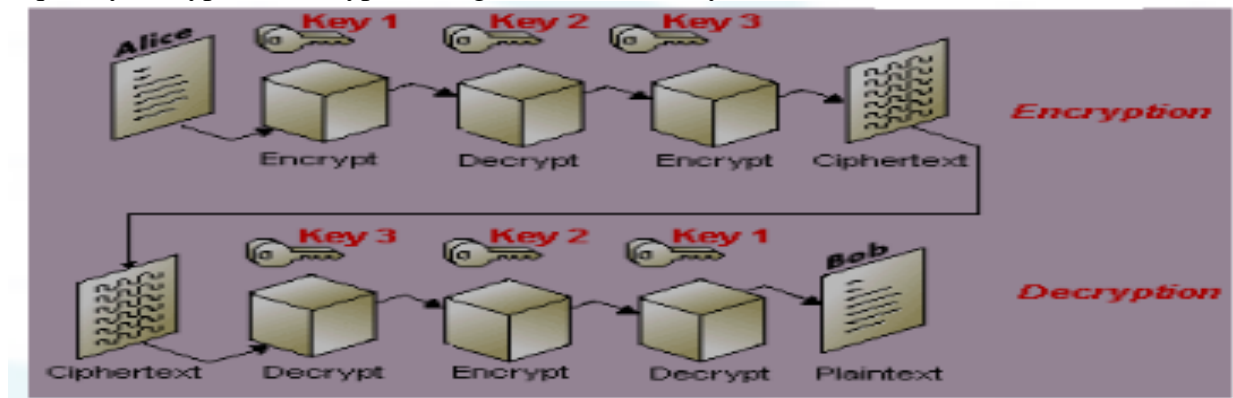 Key 1 Key 2 Key 3
Alice
Encryption
Encrypt Decrypt Encrypt Ciphertext
Key 3 Key 2 Key 1
Bob
Decryption
Ciphertext Decrypt Encrypt Decrypt Plaintext